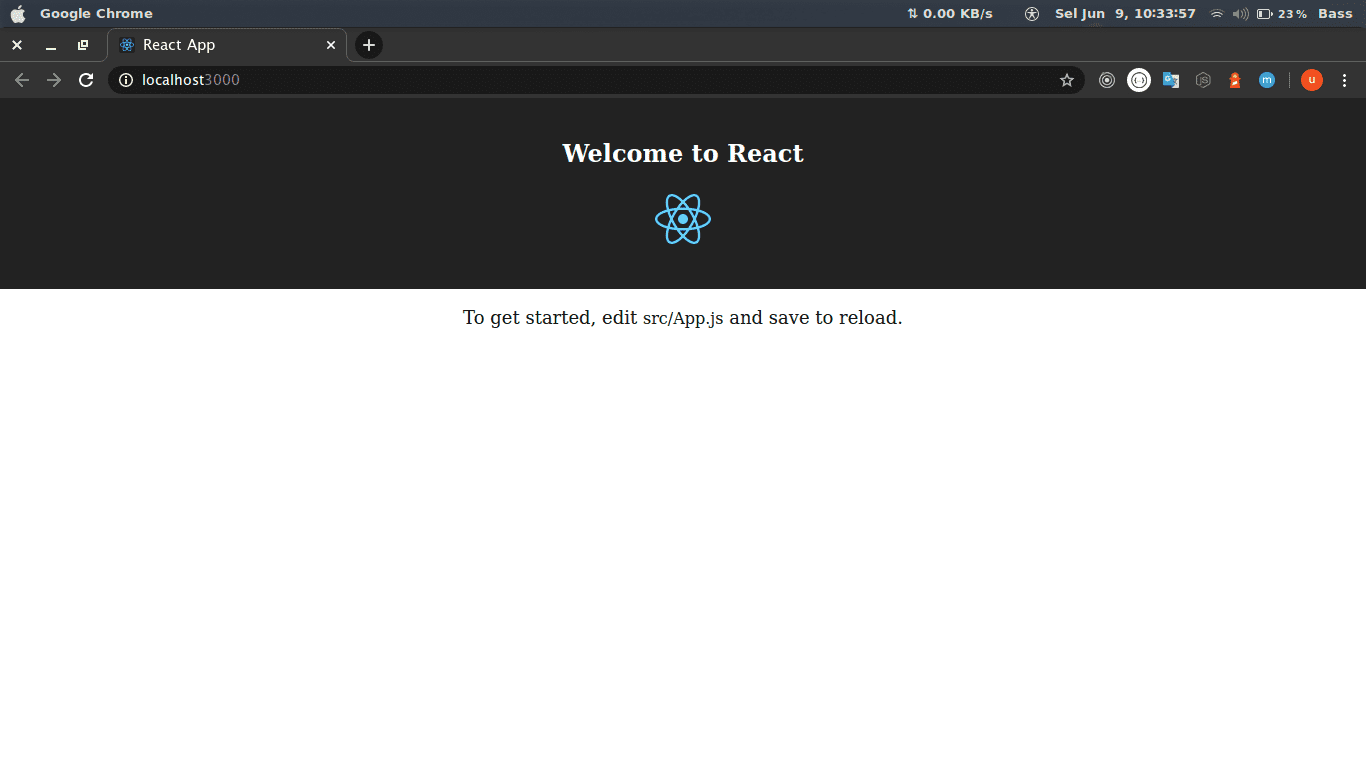 Google Chrome ⇅ 0.00 KB/s Sel Jun 9, 10:33:57 23 % Bass
React App
localhost3000 G JS m u
Welcome to React
To get started, edit src/App.js and save to reload.